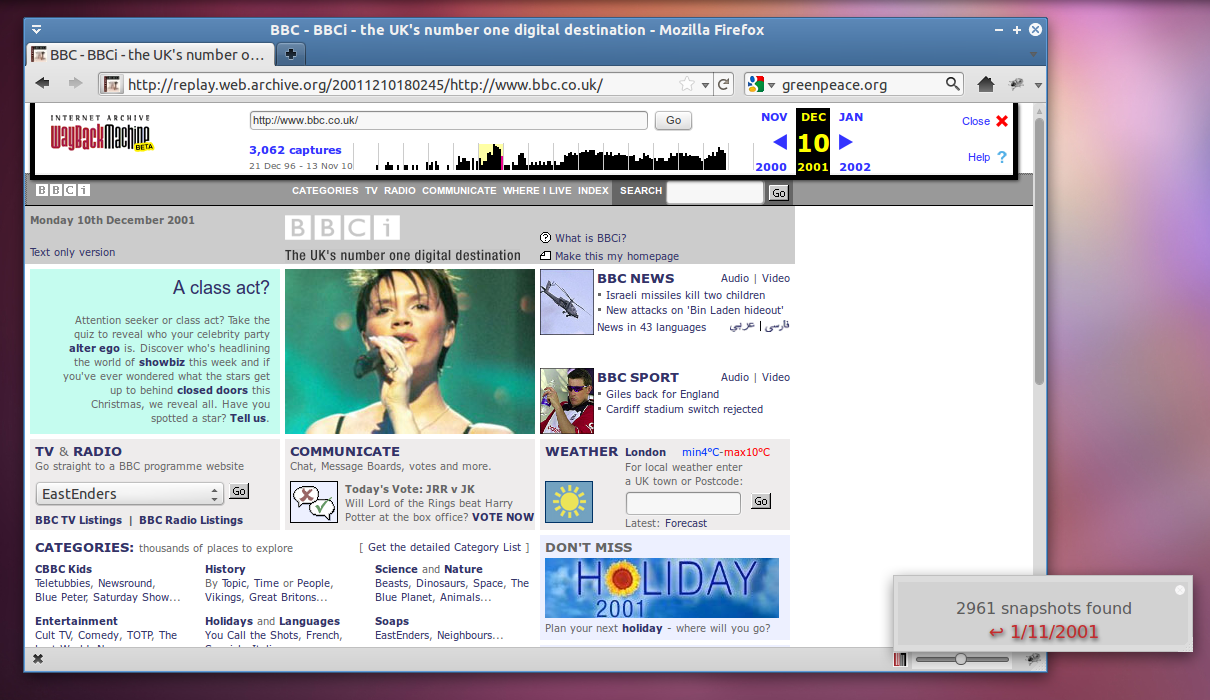 BBC - BBCi - the UK's number one digital destination - Mozilla Firefox
BBC - BBCi - the UK's number o...
http://replay.web.archive.org/20011210180245/http://www.bbc.co.uk/
greenpeace.org
INTERNET ARCHIVE
WayBackMachine
BETA
http://www.bbc.co.uk/
Go
3,062 captures
21 Dec 96 - 13 Nov 10
NOV DEC JAN
10
2000 2001 2002
Close
Help ?
BBCi
CATEGORIES TV RADIO COMMUNICATE WHERE I LIVE INDEX SEARCH Go
Monday 10th December 2001
Text only version
BBCi
The UK's number one digital destination
? What is BBCi?
Make this my homepage
A class act?
Attention seeker or class act? Take the
quiz to reveal who your celebrity party
alter ego is. Discover who's headlining
the world of showbiz this week and if
you've ever wondered what the stars get
up to behind closed doors this
Christmas, we reveal all. Have you
spotted a star? Tell us.
BBC NEWS Audio | Video
Israeli missiles kill two children
New attacks on 'Bin Laden hideout'
News in 43 languages عربي | فارسی
BBC SPORT Audio | Video
Giles back for England
Cardiff stadium switch rejected
TV & RADIO
Go straight to a BBC programme website
EastEnders Go
BBC TV Listings | BBC Radio Listings
COMMUNICATE
Chat, Message Boards, votes and more.
Today's Vote: JRR v JK
Will Lord of the Rings beat Harry
Potter at the box office? VOTE NOW
WEATHER London min4°C-max10°C
For local weather enter
a UK town or Postcode:
Go
Latest: Forecast
CATEGORIES: thousands of places to explore [ Get the detailed Category List ]
CBBC Kids
Teletubbies, Newsround,
Blue Peter, Saturday Show...
History
By Topic, Time or People,
Vikings, Great Britons...
Science and Nature
Beasts, Dinosaurs, Space, The
Blue Planet, Animals...
Entertainment
Cult TV, Comedy, TOTP, The
Holidays and Languages
You Call the Shots, French,
Soaps
EastEnders, Neighbours...
DON'T MISS
HOLIDAY
2001
Plan your next holiday - where will you go?
2961 snapshots found
↩ 1/11/2001